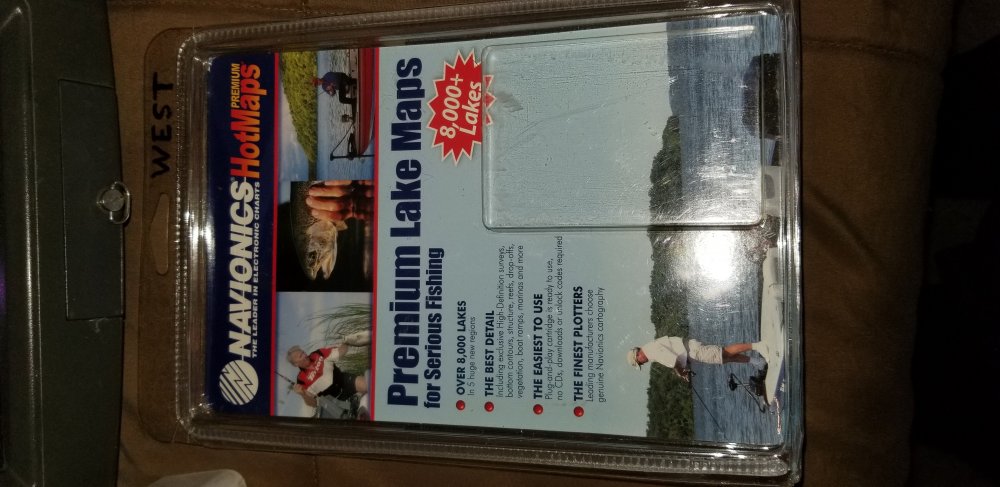 WEST
NAVIONICS
THE LEADER IN ELECTRONIC CHARTS
PREMIUM
HotMaps
8,000+
Lakes
Premium Lake Maps
for Serious Fishing
OVER 8,000 LAKES
In 5 huge new regions
THE BEST DETAIL
Including exclusive High-Definition surveys,
bottom contours, structure, reefs, drop-offs,
vegetation, boat ramps, marinas and more
THE EASIEST TO USE
Plug-and-play cartridge is ready to use,
no CDs, downloads or unlock codes required
THE FINEST PLOTTERS
Leading manufacturers choose
genuine Navionics cartography